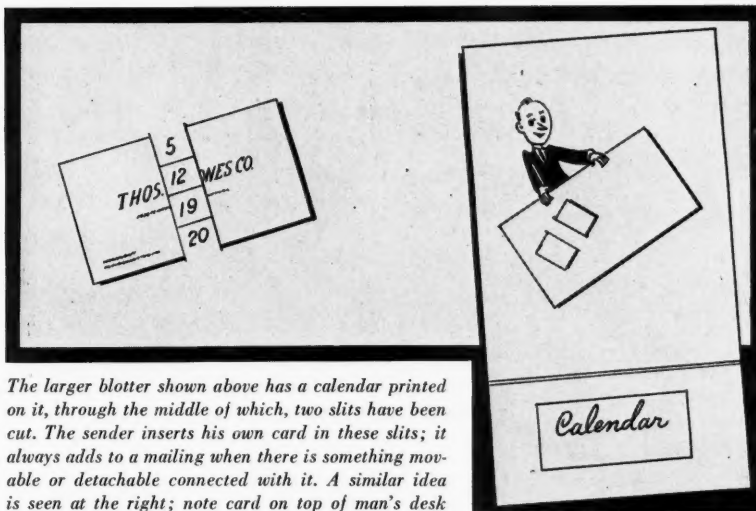 5
THOS. 12 NES CO.
19
20
Calendar
The larger blotter shown above has a calendar printed
on it, through the middle of which, two slits have been
cut. The sender inserts his own card in these slits; it
always adds to a mailing when there is something mov-
able or detachable connected with it. A similar idea
is seen at the right; note card on top of man's desk